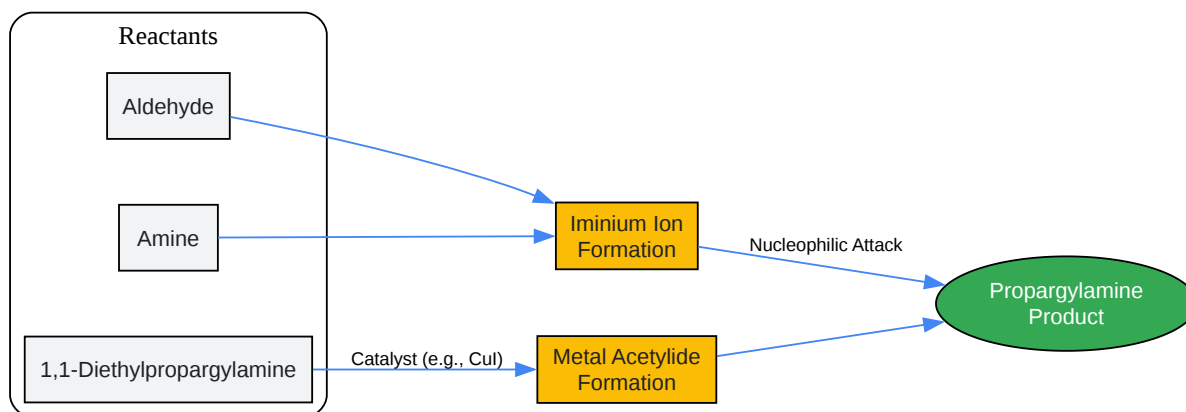 Reactants
Aldehyde
Amine
1,1-Diethylpropargylamine
Catalyst (e.g., CuI)
Iminium Ion
Formation
Metal Acetylide
Formation
Nucleophilic Attack
Propargylamine
Product